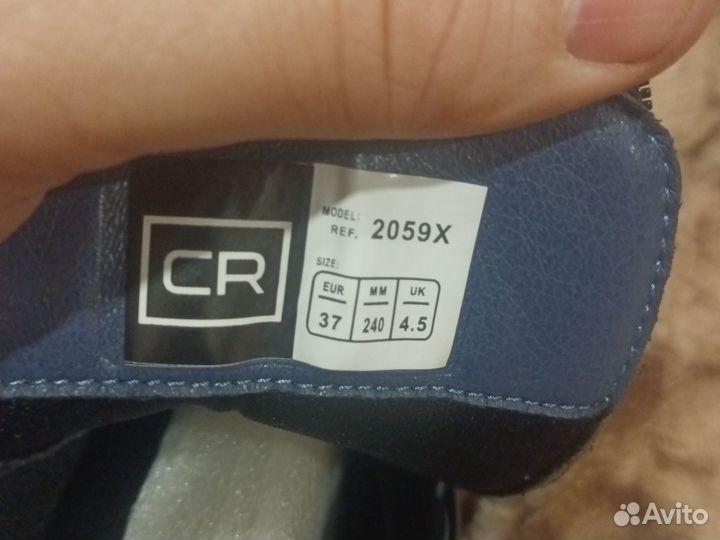 CR
MODEL:
REF. 2059X
SIZE:
EUR MM UK
37 240 4.5
Avito